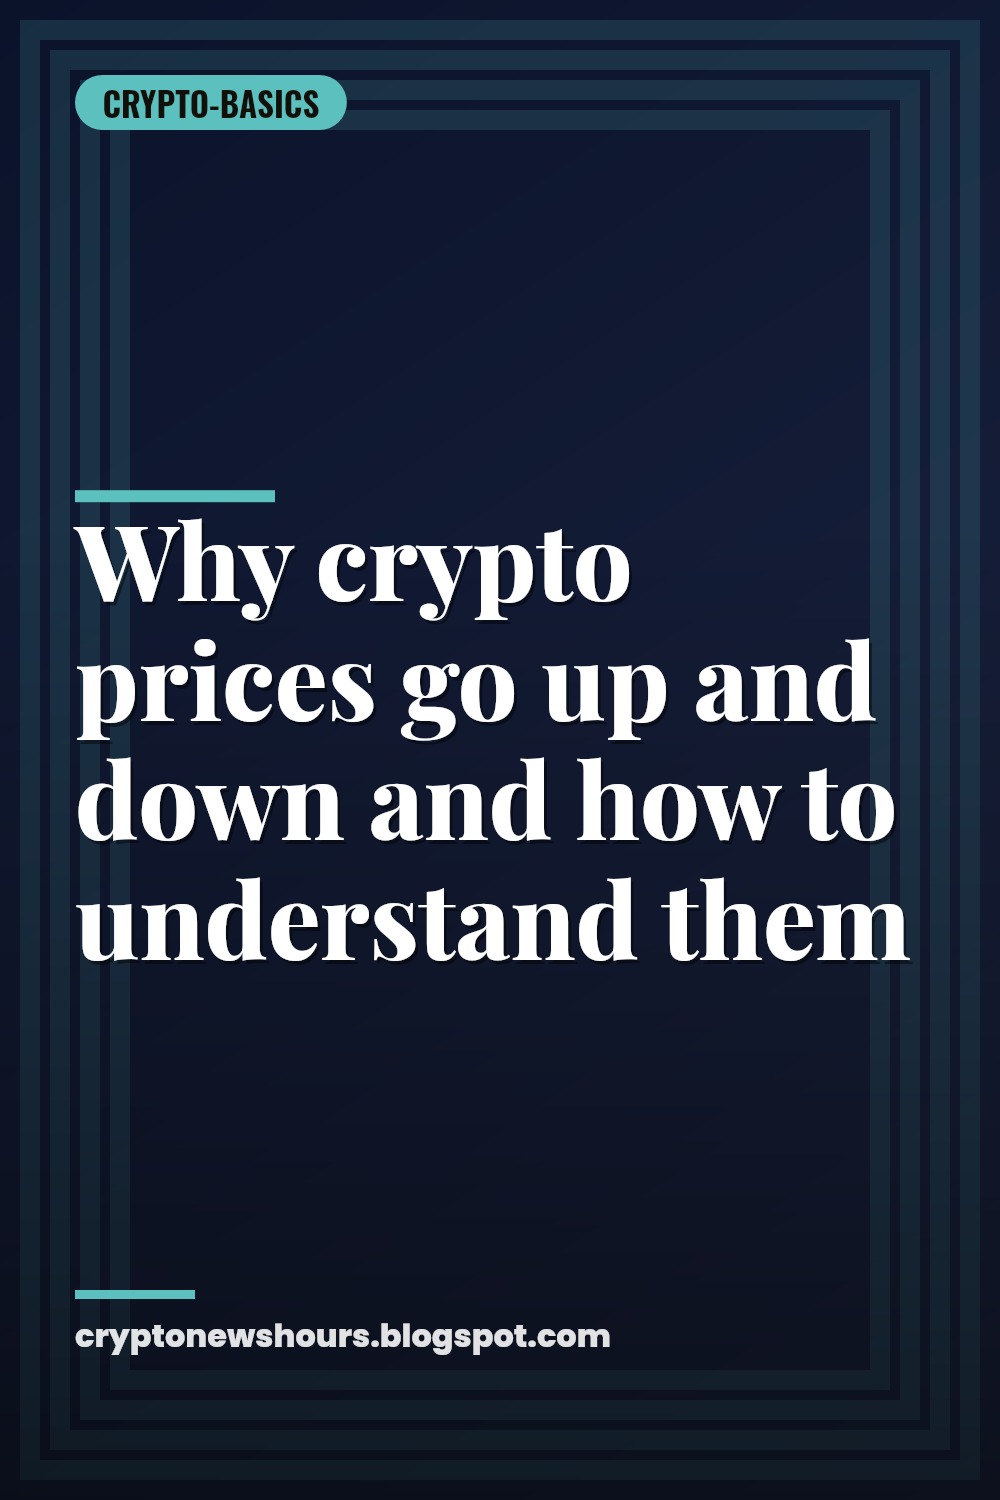 CRYPTO-BASICS
Why crypto
prices go up and
down and how to
understand them
cryptonewshours.blogspot.com